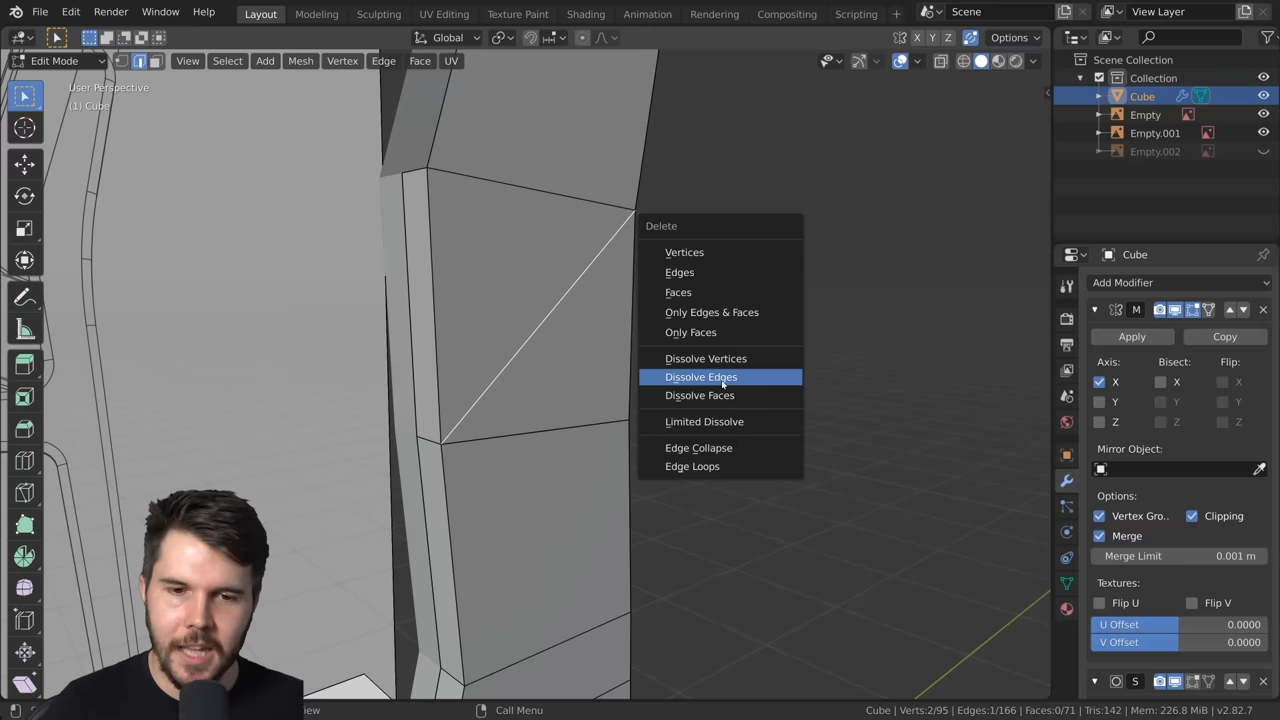 File Edit Render Window Help Layout Modeling Sculpting UV Editing Texture Paint Shading Animation Rendering Compositing Scripting + Scene View Layer
Global X Y Z Options
Edit Mode View Select Add Mesh Vertex Edge Face UV
User Perspective
(1) Cube
Scene Collection
Collection
Cube
Empty
Empty.001
Empty.002
Delete
Vertices
Edges
Faces
Only Edges & Faces
Only Faces
Dissolve Vertices
Dissolve Edges
Dissolve Faces
Limited Dissolve
Edge Collapse
Edge Loops
Cube
Add Modifier
M
Apply Copy
Axis: Bisect: Flip:
X X X
Y Y Y
Z Z Z
Mirror Object:
Options:
Vertex Gro.. Clipping
Merge
Merge Limit 0.001 m
Textures:
Flip U Flip V
U Offset 0.0000
V Offset 0.0000
S
Call Menu
Cube | Verts:2/95 | Edges:1/166 | Faces:0/71 | Tris:142 | Mem: 226.8 MiB | v2.82.7